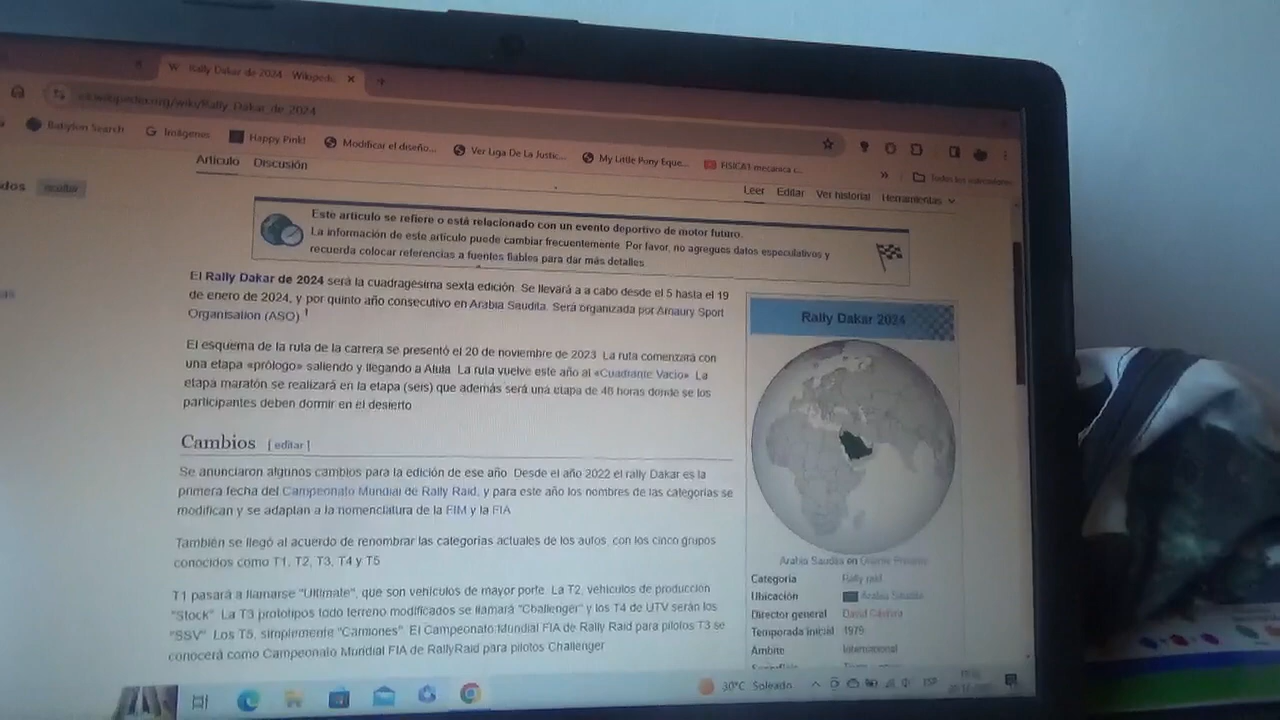 Rally Dakar de 2024 - Wikipedi
wikipedia.org/wiki/Rally_Dakar_de_2024
Babylon Search
Imágenes
Happy Pink!
Modificar el diseño...
Ver Liga De La Justic...
My Little Pony Eque...
FISICA1 mecanica c...
»
Todos los marcadores
dos ocultar
Artículo Discusión
Leer Editar Ver historial Herramientas
Este artículo se refiere o está relacionado con un evento deportivo de motor futuro.
La información de este artículo puede cambiar frecuentemente. Por favor, no agregues datos especulativos y
recuerda colocar referencias a fuentes fiables para dar más detalles.
El Rally Dakar de 2024 será la cuadragésima sexta edición. Se llevará a a cabo desde el 5 hasta el 19
de enero de 2024, y por quinto año consecutivo en Arabia Saudita. Será organizada por Amaury Sport
Organisation (ASO).1
El esquema de la ruta de la carrera se presentó el 20 de noviembre de 2023. La ruta comenzará con
una etapa «prólogo» saliendo y llegando a Alula. La ruta vuelve este año al «Cuadrante Vacío». La
etapa maratón se realizará en la etapa (seis) que además será una etapa de 48 horas donde se los
participantes deben dormir en el desierto
Cambios [ editar ]
Se anunciaron algunos cambios para la edición de ese año. Desde el año 2022 el rally Dakar es la
primera fecha del Campeonato Mundial de Rally Raid, y para este año los nombres de las categorías se
modifican y se adaptan a la nomenclatura de la FIM y la FIA
También se llegó al acuerdo de renombrar las categorías actuales de los autos, con los cinco grupos
conocidos como T1, T2, T3, T4 y T5
T1 pasará a llamarse "Ultimate", que son vehículos de mayor porte. La T2, vehículos de producción
"Stock". La T3 prototipos todo terreno modificados se llamará "Challenger" y los T4 de UTV serán los
"SSV". Los T5, simplemente "Camiones". El Campeonato Mundial FIA de Rally Raid para pilotos T3 se
conocerá como Campeonato Mundial FIA de RallyRaid para pilotos Challenger
Rally Dakar 2024
Arabia Saudita en
Categoría Rally raid
Ubicación Arabia Saudita
Director general David Castera
Temporada inicial 1979
Ámbito Internacional
30°C Soleado
ESP